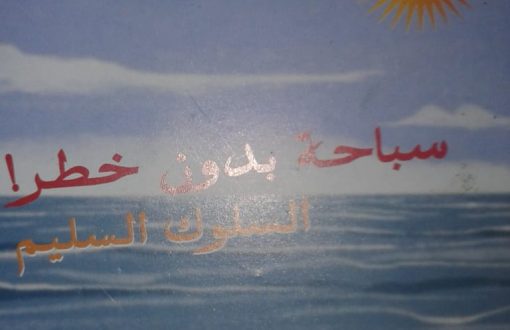 سباحة بدون خطر!
السلوك السليم